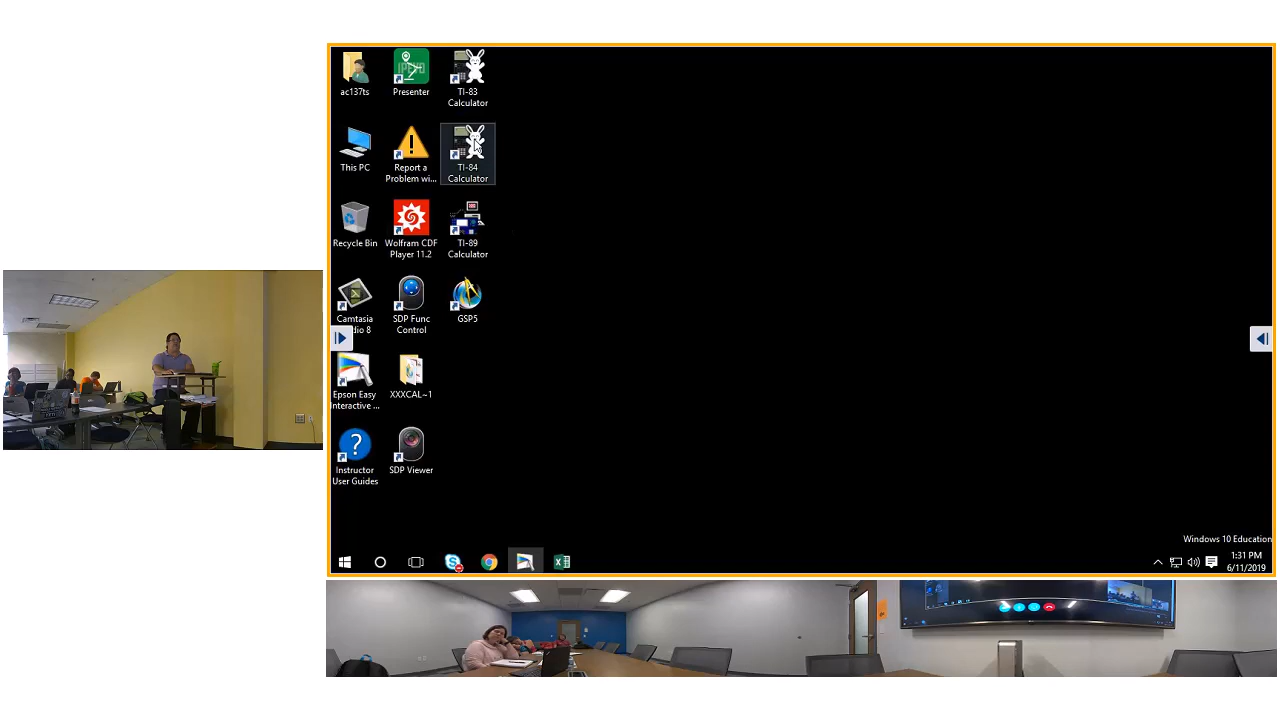 ac137ts
Presenter
TI-83
Calculator
This PC
Report a
Problem wi...
TI-84
Calculator
Recycle Bin
Wolfram CDF
Player 11.2
TI-89
Calculator
Camtasia
dio 8
SDP Func
Control
GSP5
Epson Easy
Interactive ...
XXXCAL~1
Instructor
User Guides
SDP Viewer
Windows 10 Education
1:31 PM
6/11/2019